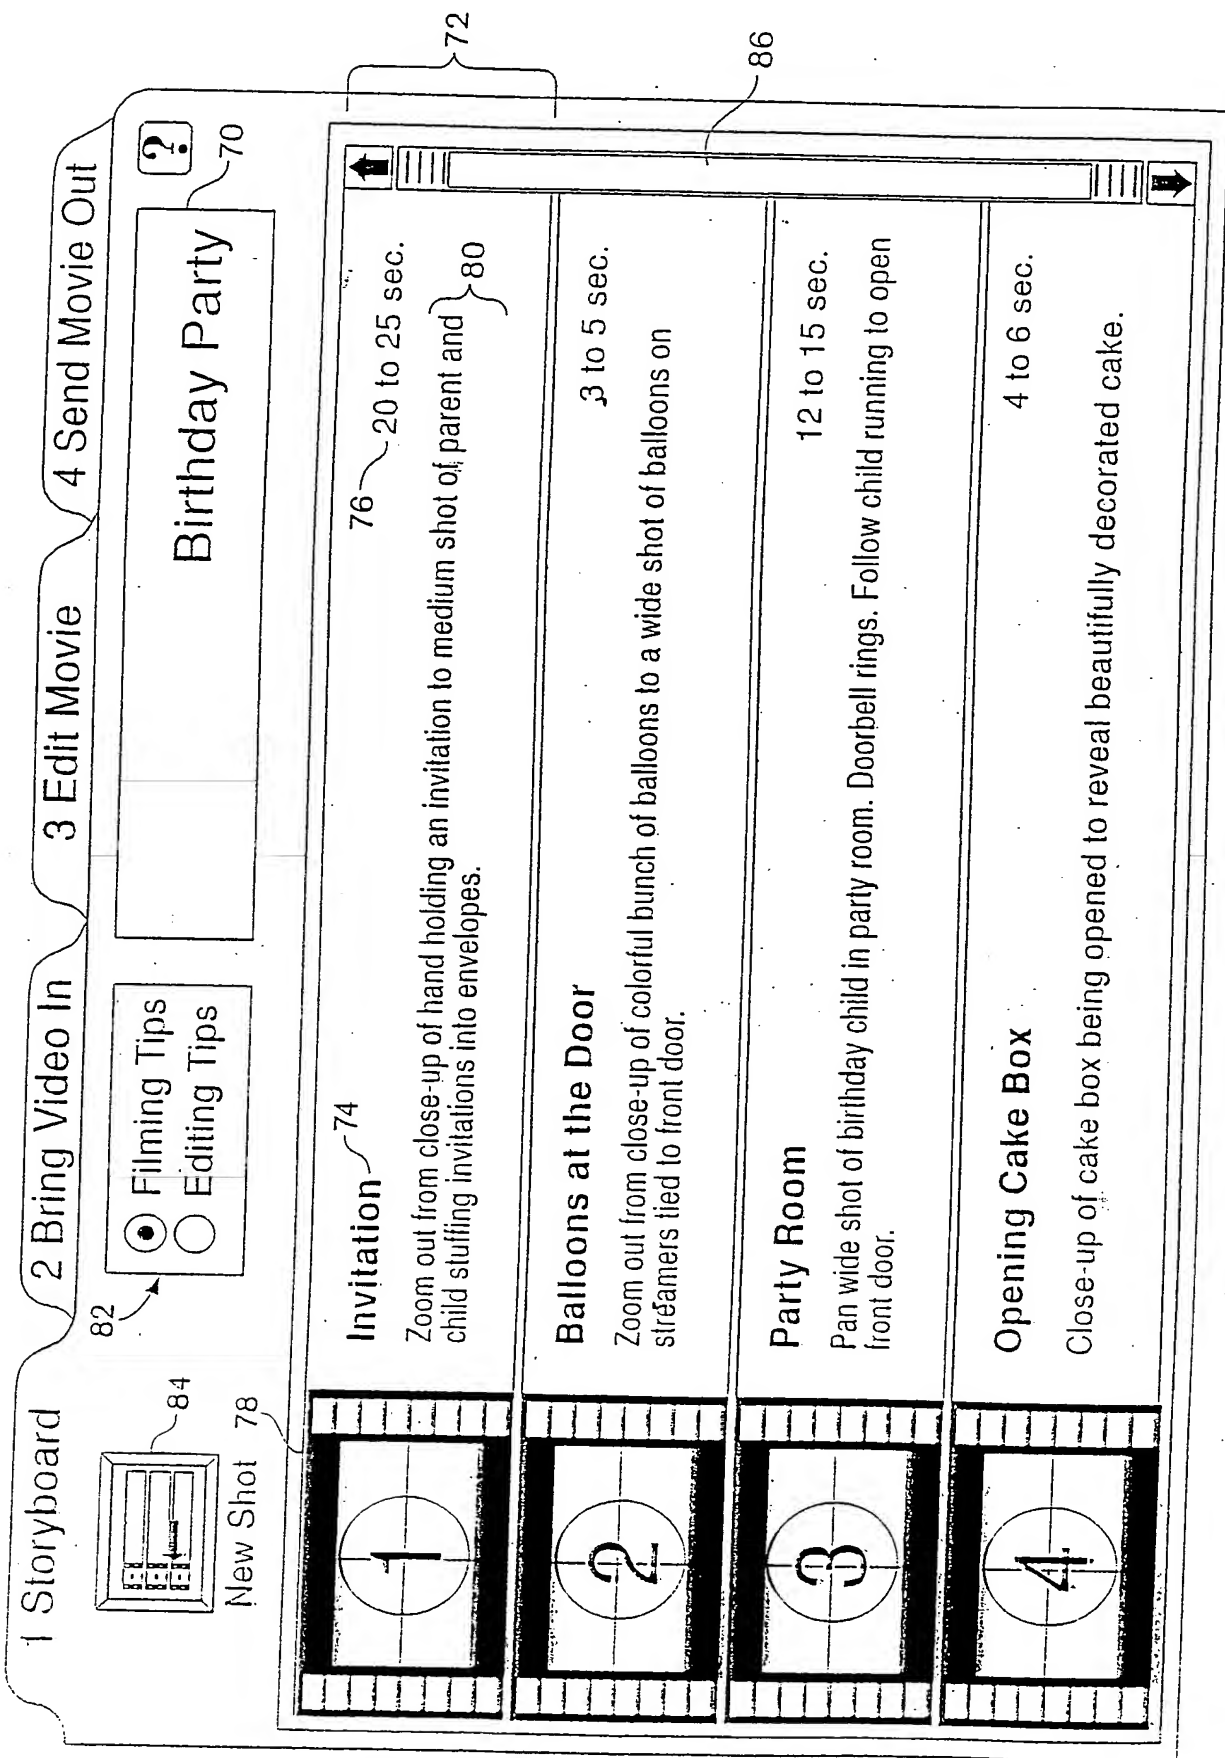 1 Storyboard
2 Bring Video In
3 Edit Movie
4 Send Movie Out
84
New Shot
82
Filming Tips
Editing Tips
Birthday Party
?
70
78
72
1
Invitation
74
76
20 to 25 sec.
Zoom out from close-up of hand holding an invitation to medium shot of parent and
child stuffing invitations into envelopes.
80
2
Balloons at the Door
3 to 5 sec.
Zoom out from close-up of colorful bunch of balloons to a wide shot of balloons on
streamers tied to front door.
86
3
Party Room
12 to 15 sec.
Pan wide shot of birthday child in party room. Doorbell rings. Follow child running to open
front door.
4
Opening Cake Box
4 to 6 sec.
Close-up of cake box being opened to reveal beautifully decorated cake.